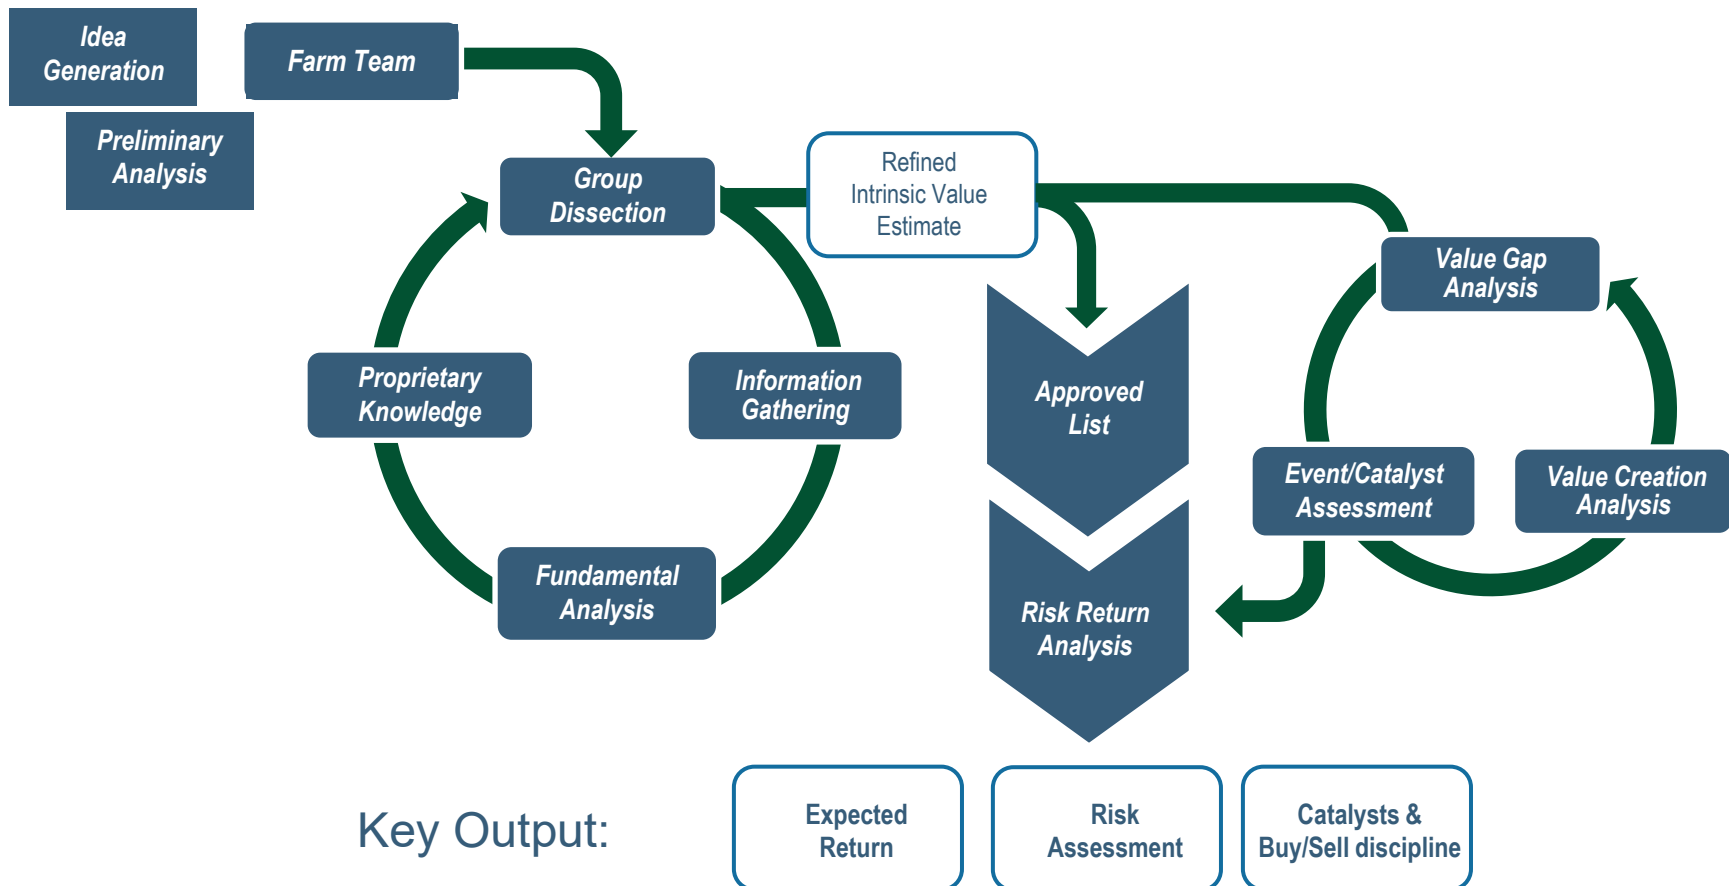 Idea
Generation
Farm Team
Preliminary
Analysis
Group
Dissection
Refined
Intrinsic Value
Estimate
Value Gap
Analysis
Proprietary
Knowledge
Information
Gathering
Approved
List
Event/Catalyst
Assessment
Value Creation
Analysis
Fundamental
Analysis
Risk Return
Analysis
Key Output:
Expected
Return
Risk
Assessment
Catalysts &
Buy/Sell discipline